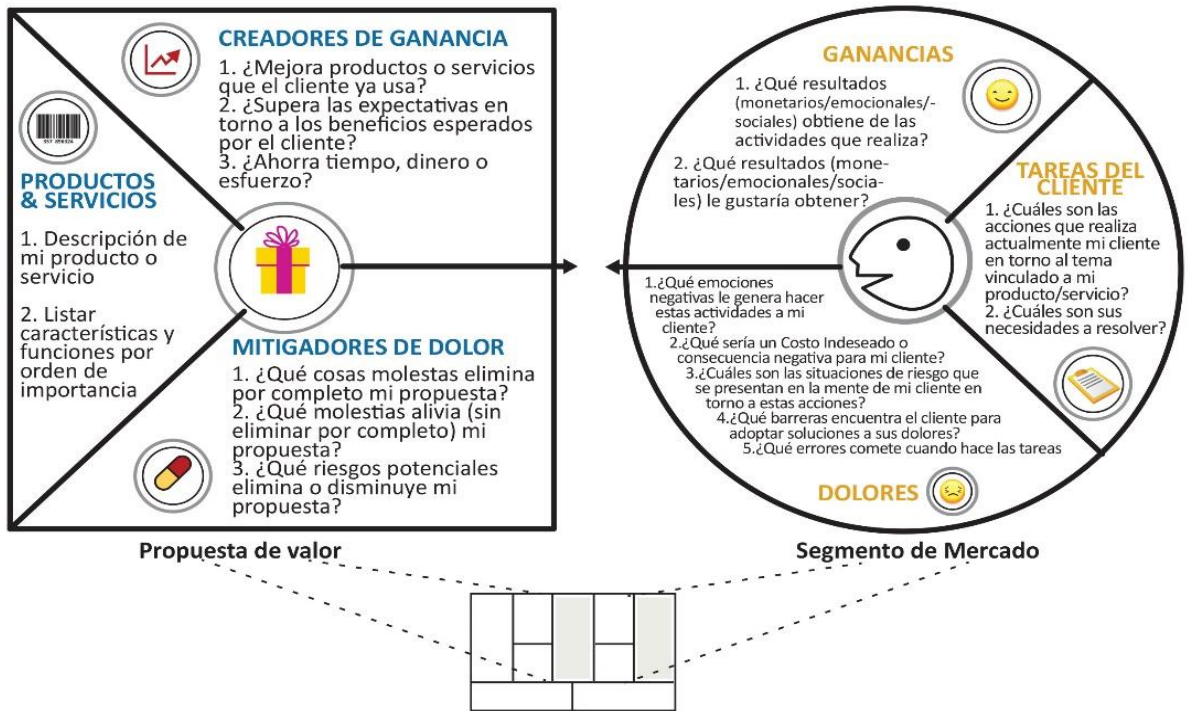 CREADORES DE GANANCIA
1. ¿Mejora productos o servicios
que el cliente ya usa?
2. ¿Supera las expectativas en
torno a los beneficios esperados
por el cliente?
3. ¿Ahorra tiempo, dinero o
esfuerzo?
PRODUCTOS
& SERVICIOS
1. Descripción de
mi producto o
servicio
2. Listar
características y
funciones por
orden de
importancia
MITIGADORES DE DOLOR
1. ¿Qué cosas molestas elimina
por completo mi propuesta?
2. ¿Qué molestias alivia (sin
eliminar por completo) mi
propuesta?
3. ¿Qué riesgos potenciales
elimina o disminuye mi
propuesta?
Propuesta de valor
GANANCIAS
1. ¿Qué resultados
(monetarios/emocionales/-
sociales) obtiene de las
actividades que realiza?
2. ¿Qué resultados (mone-
tarios/emocionales/socia-
les) le gustaría obtener?
TAREAS DEL
CLIENTE
1. ¿Cuáles son las
acciones que realiza
actualmente mi cliente
en torno al tema
vinculado a mi
producto/servicio?
2. ¿Cuáles son sus
necesidades a resolver?
1.¿Qué emociones
negativas le genera hacer
estas actividades a mi
cliente?
2.¿Qué sería un Costo Indeseado o
consecuencia negativa para mi cliente?
3.¿Cuáles son las situaciones de riesgo que
se presentan en la mente de mi cliente en
torno a estas acciones?
4.¿Qué barreras encuentra el cliente para
adoptar soluciones a sus dolores?
5.¿Qué errores comete cuando hace las tareas
DOLORES
Segmento de Mercado